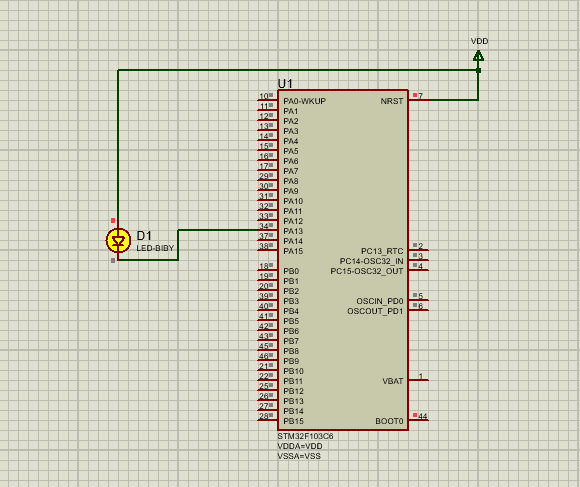 VDD
U1
10 PA0-WKUP NRST 7
11 PA1
12 PA2
13 PA3
14 PA4
15 PA5
16 PA6
17 PA7
29 PA8
30 PA9
31 PA10
32 PA11
33 PA12
34 PA13
37 PA14 PC13_RTC 2
38 PA15 PC14-OSC32_IN 3
PC15-OSC32_OUT 4
D1
LED-BIBY
18 PB0
19 PB1
20 PB2
39 PB3 OSCIN_PD0 5
40 PB4 OSCOUT_PD1 6
41 PB5
42 PB6
43 PB7
45 PB8
46 PB9
21 PB10
22 PB11 VBAT 1
25 PB12
26 PB13
27 PB14
28 PB15 BOOT0 44
STM32F103C6
VDDA=VDD
VSSA=VSS